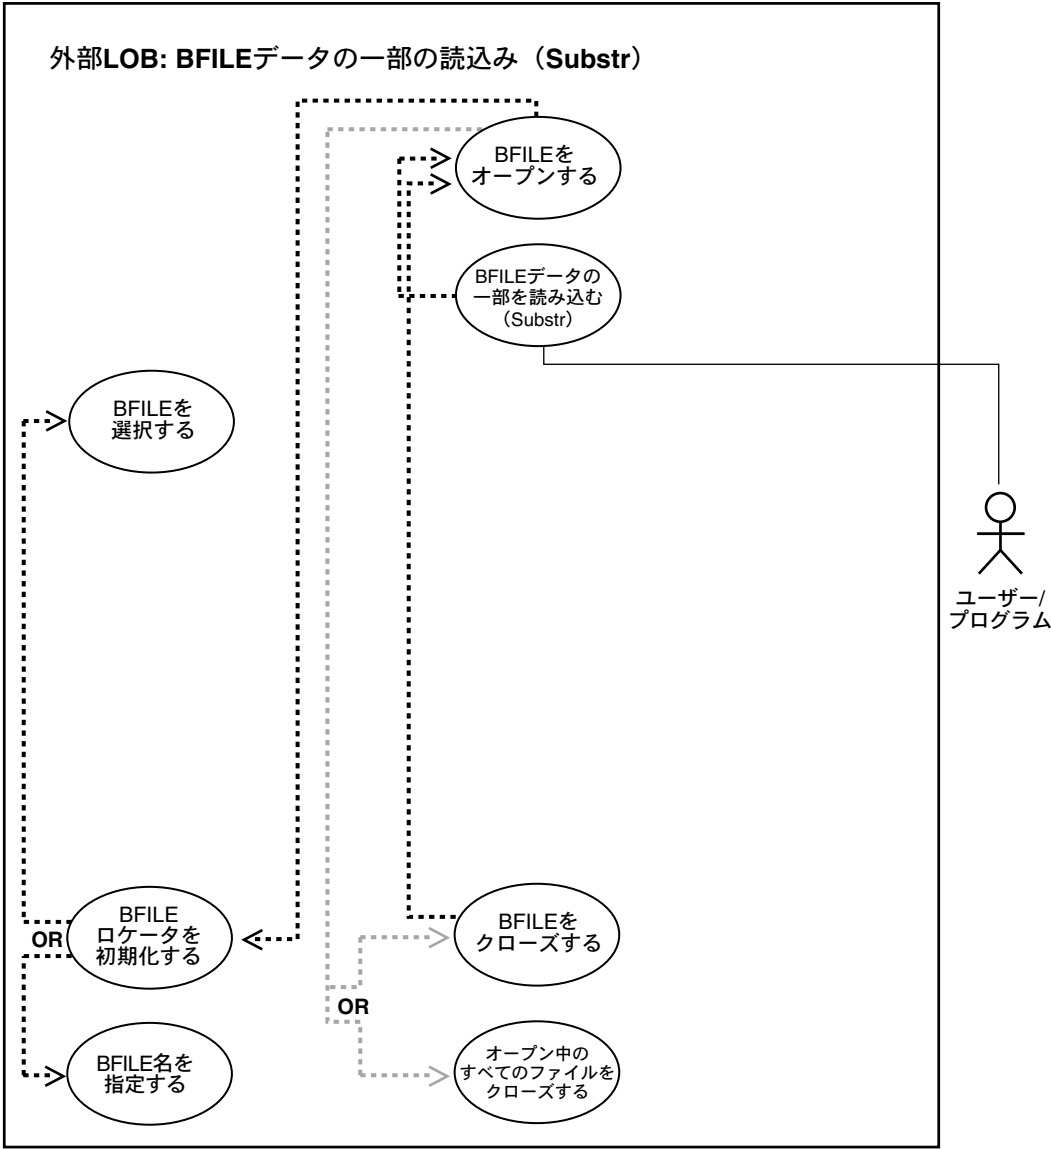 外部LOB: BFILEデータの一部の読込み（Substr）
BFILEを
オープンする
BFILEデータの
一部を読み込む
（Substr）
BFILEを
選択する
ユーザー/
プログラム
BFILE
ロケータを
初期化する
OR
BFILEを
クローズする
OR
BFILE名を
指定する
オープン中の
すべてのファイルを
クローズする